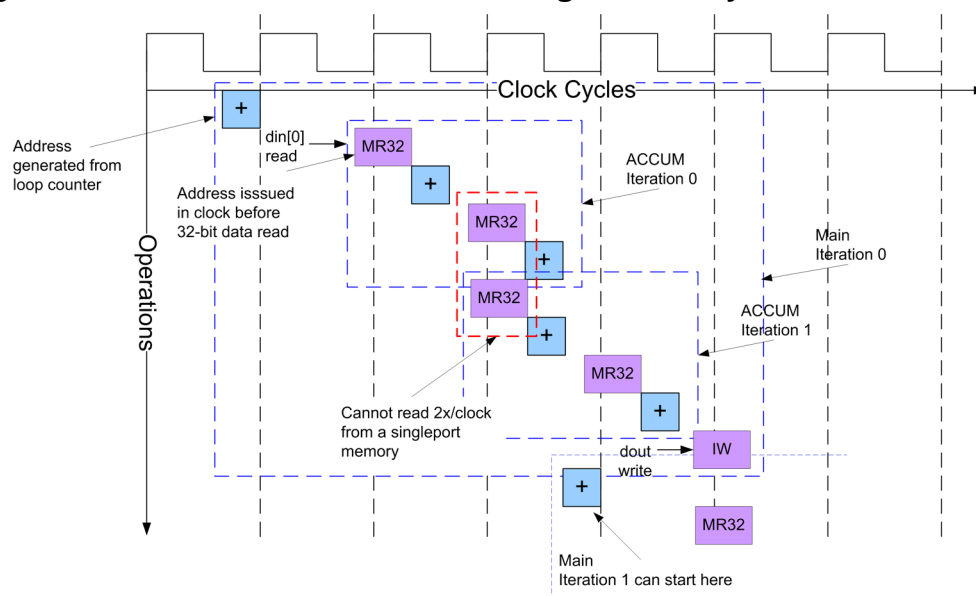 Clock Cycles
+
Address
generated from
loop counter
din[0]
read
MR32
Address isssued
in clock before
32-bit data read
+
ACCUM
Iteration 0
MR32
Operations
+
Main
Iteration 0
MR32
ACCUM
Iteration 1
+
MR32
Cannot read 2x/clock
from a singleport
memory
+
dout
write
IW
+
MR32
Main
Iteration 1 can start here